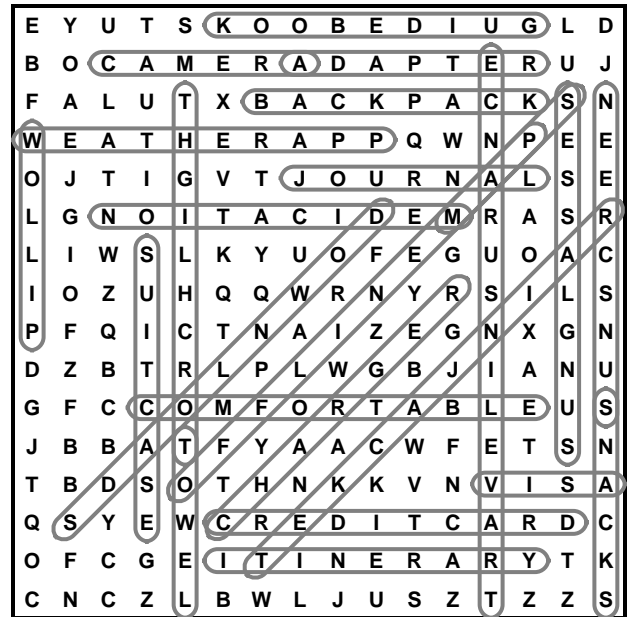 E Y U T S K O O B E D I U G L D
B O C A M E R A D A P T E R U J
F A L U T X B A C K P A C K S N
W E A T H E R A P P Q W N P E E
O J T I G V T J O U R N A L S E
L G N O I T A C I D E M R A S R
L I W S L K Y U O F E G U O A C
I O Z U H Q Q W R N Y R S I L S
P F Q I C T N A I Z E G N X G N
D Z B T R L P L W G B J I A N U
G F C C O M F O R T A B L E U S
J B B A T F Y A A C W F E T S N
T B D S O T H N K K V N V I S A
Q S Y E W C R E D I T C A R D C
O F C G E I T I N E R A R Y T K
C N C Z L B W L J U S Z T Z Z S